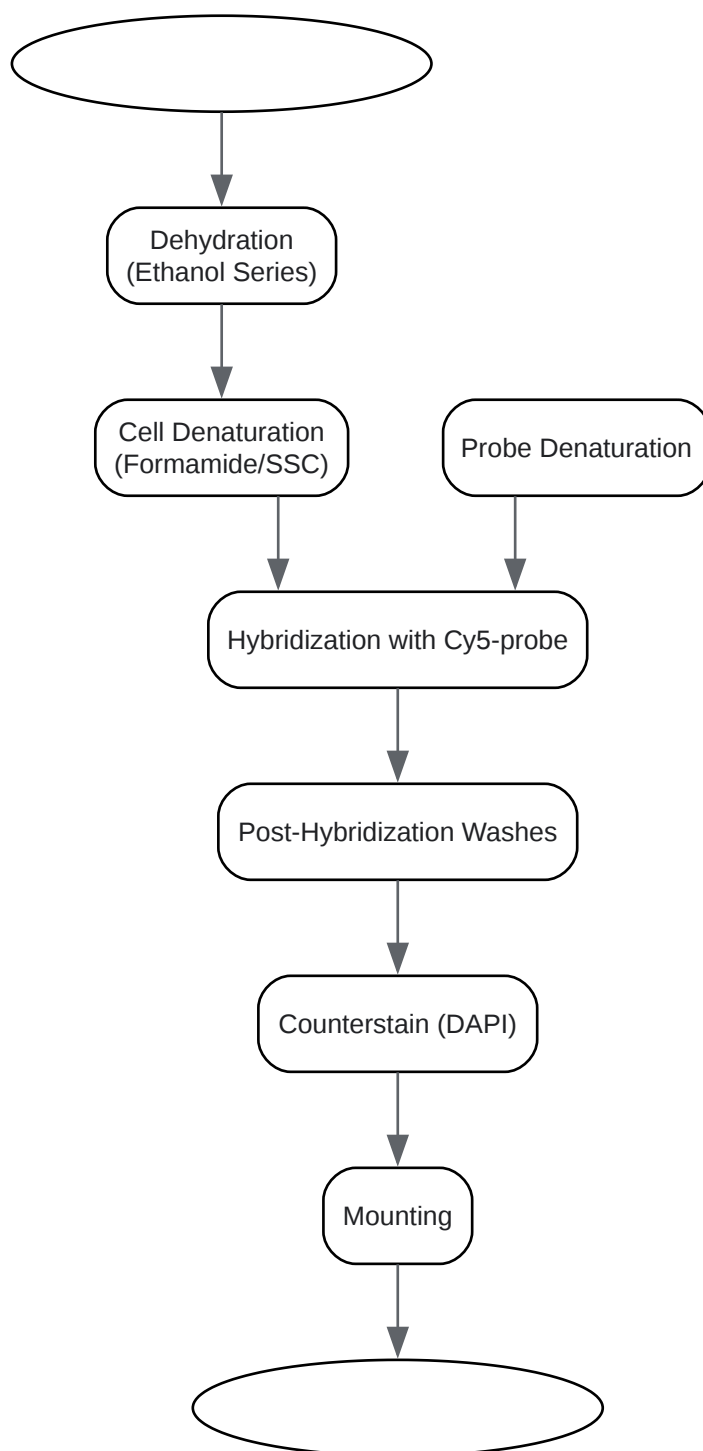 Dehydration
(Ethanol Series)
Cell Denaturation
(Formamide/SSC)
Probe Denaturation
Hybridization with Cy5-probe
Post-Hybridization Washes
Counterstain (DAPI)
Mounting